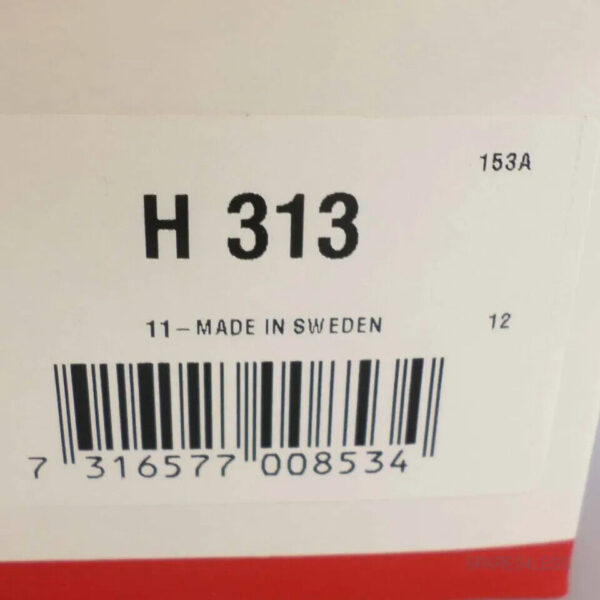 153A
H 313
11-MADE IN SWEDEN 12
7 316577 008534